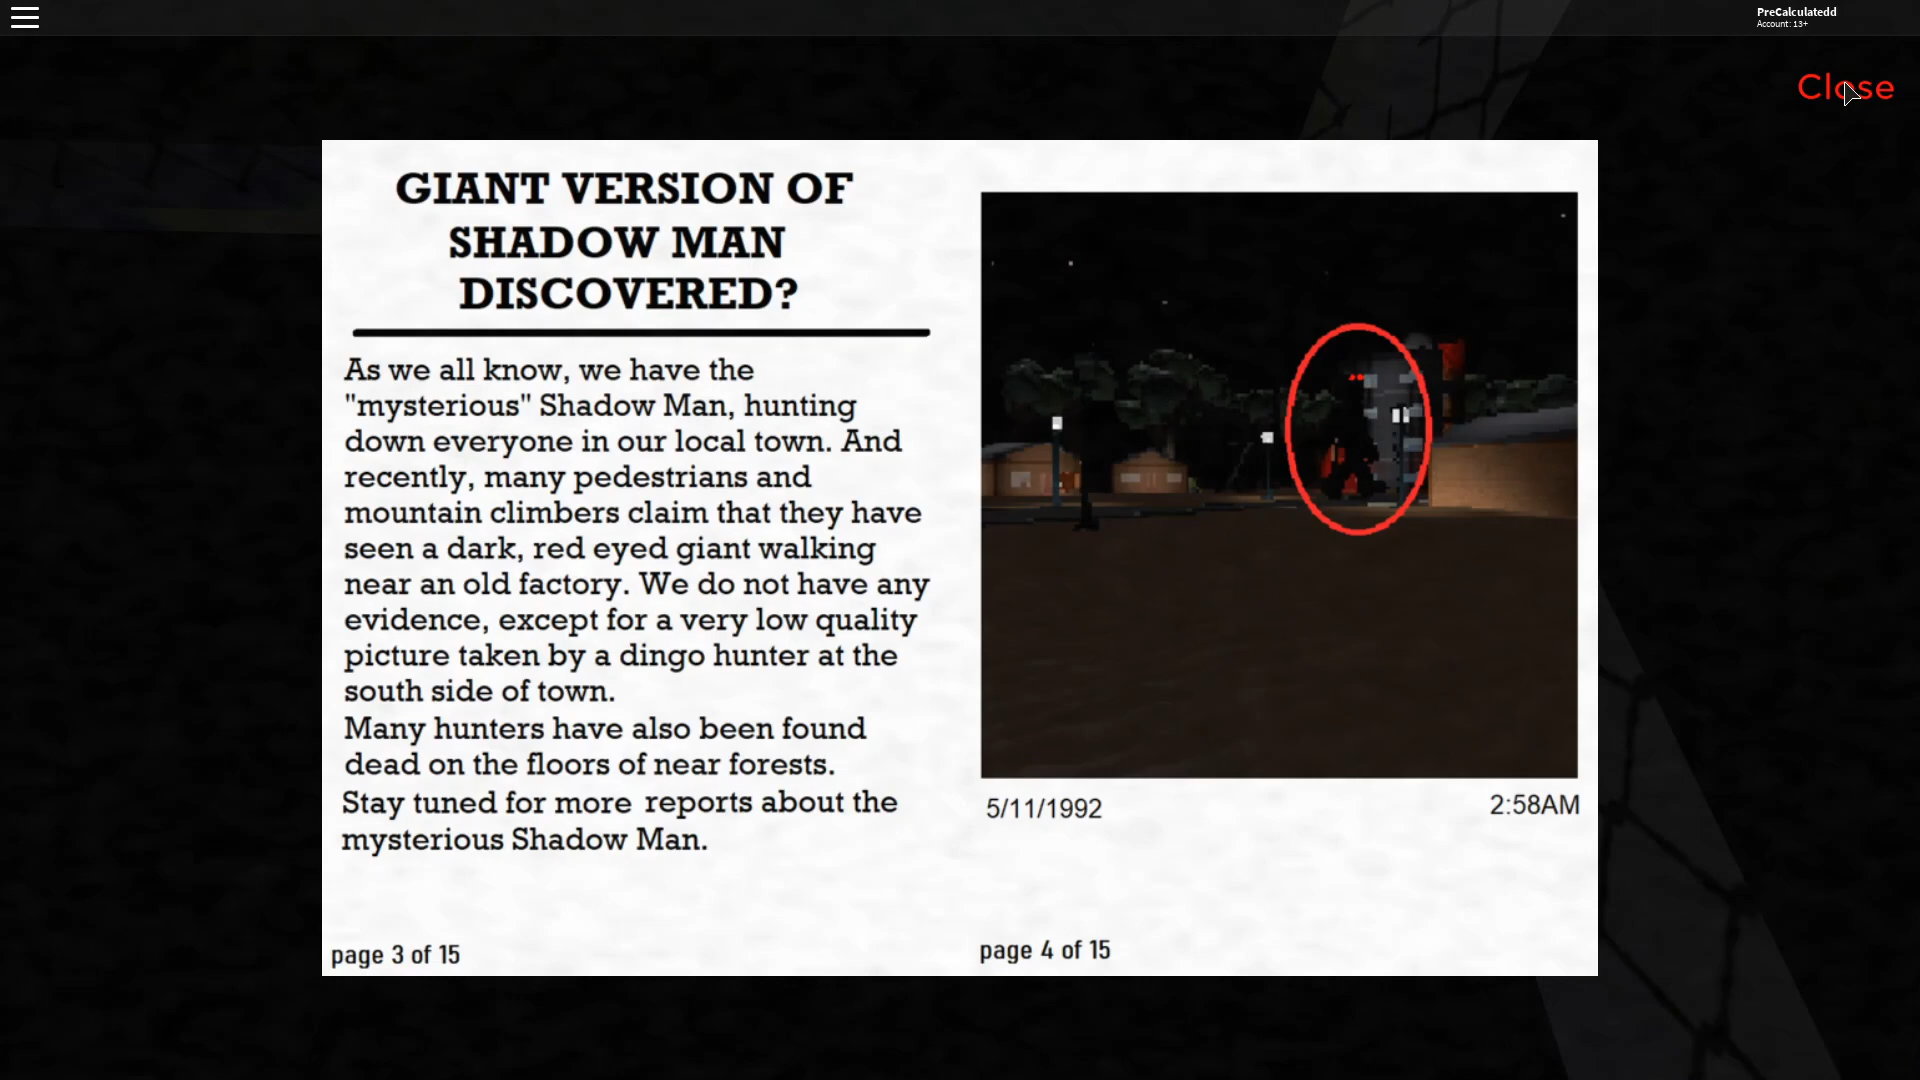 PreCalculatedd
Account: 13+
Close
GIANT VERSION OF
SHADOW MAN
DISCOVERED?
As we all know, we have the
"mysterious" Shadow Man, hunting
down everyone in our local town. And
recently, many pedestrians and
mountain climbers claim that they have
seen a dark, red eyed giant walking
near an old factory. We do not have any
evidence, except for a very low quality
picture taken by a dingo hunter at the
south side of town.
Many hunters have also been found
dead on the floors of near forests.
Stay tuned for more reports about the
mysterious Shadow Man.
page 3 of 15
5/11/1992
2:58AM
page 4 of 15